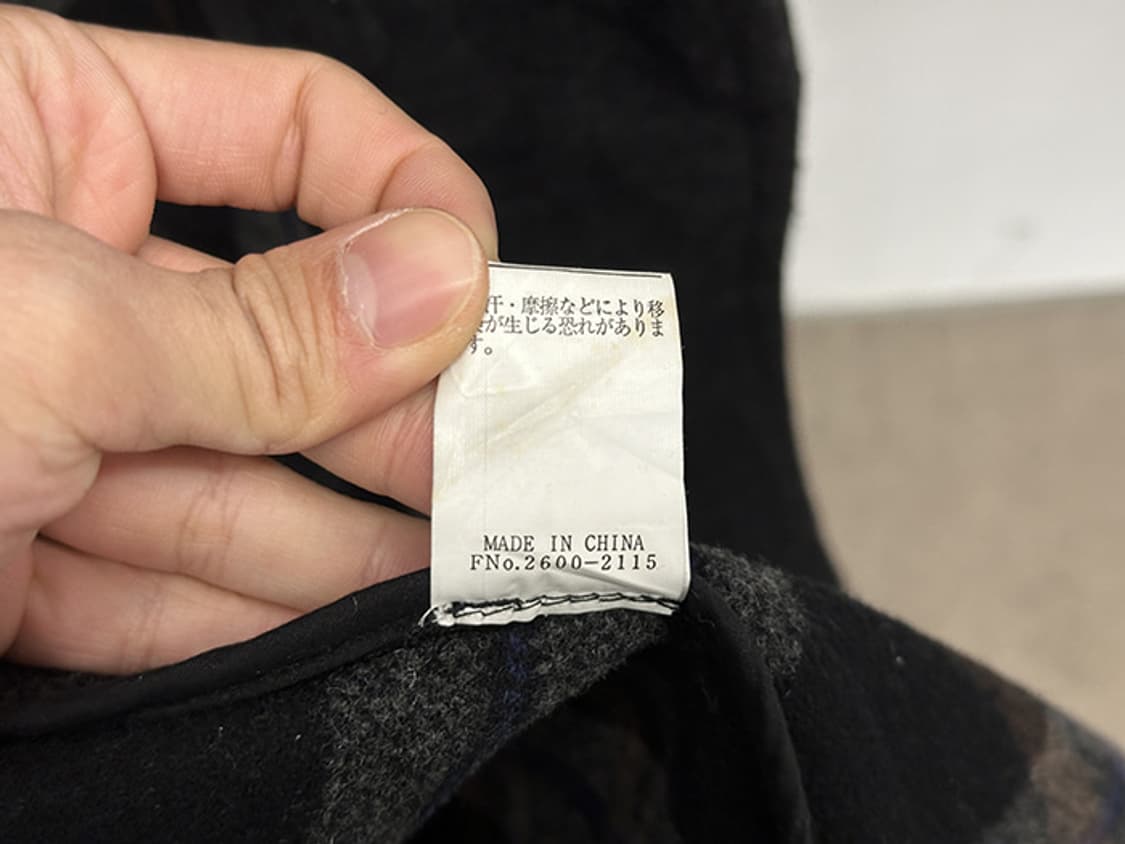 汗・摩擦などにより移
が生じる恐れがありま
す。
MADE IN CHINA
FNo.2600-2115